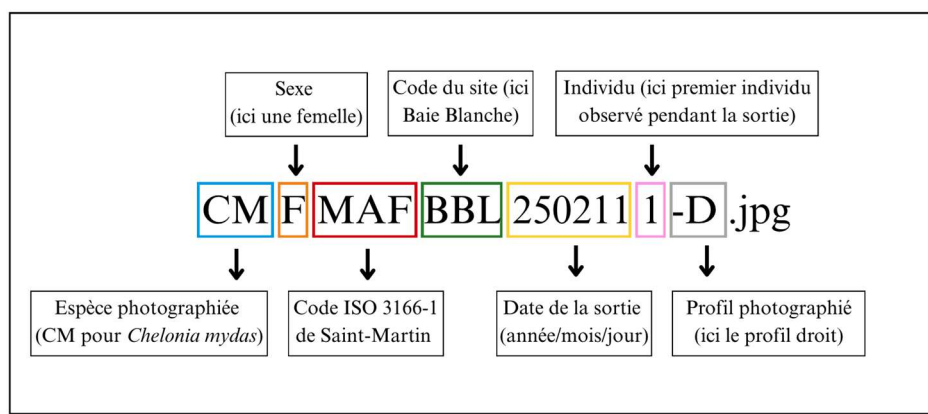 Sexe
(ici une femelle)
Code du site (ici
Baie Blanche)
Individu (ici premier individu
observé pendant la sortie)
CMFMAFBBL2502111-D.jpg
Espèce photographiée
(CM pour Chelonia mydas)
Code ISO 3166-1
de Saint-Martin
Date de la sortie
(année/mois/jour)
Profil photographié
(ici le profil droit)